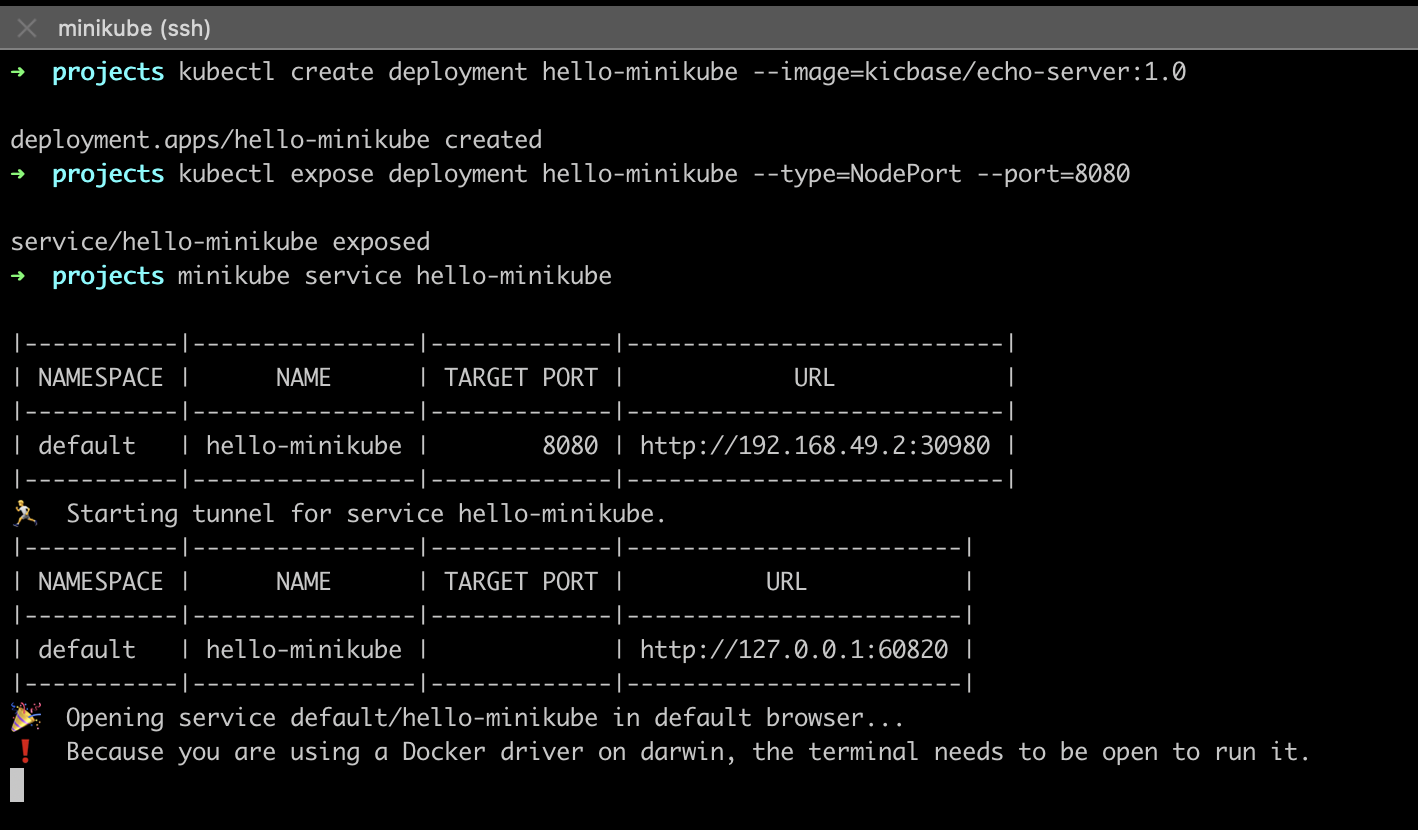 minikube (ssh)
➜  projects kubectl create deployment hello-minikube --image=kicbase/echo-server:1.0
deployment.apps/hello-minikube created
➜  projects kubectl expose deployment hello-minikube --type=NodePort --port=8080
service/hello-minikube exposed
➜  projects minikube service hello-minikube
|-----------|----------------|-------------|---------------------------|
| NAMESPACE |      NAME      | TARGET PORT |            URL            |
|-----------|----------------|-------------|---------------------------|
| default   | hello-minikube |        8080 | http://192.168.49.2:30980 |
|-----------|----------------|-------------|---------------------------|
🏃  Starting tunnel for service hello-minikube.
|-----------|----------------|-------------|------------------------|
| NAMESPACE |      NAME      | TARGET PORT |          URL           |
|-----------|----------------|-------------|------------------------|
| default   | hello-minikube |             | http://127.0.0.1:60820 |
|-----------|----------------|-------------|------------------------|
🎉  Opening service default/hello-minikube in default browser...
❗  Because you are using a Docker driver on darwin, the terminal needs to be open to run it.